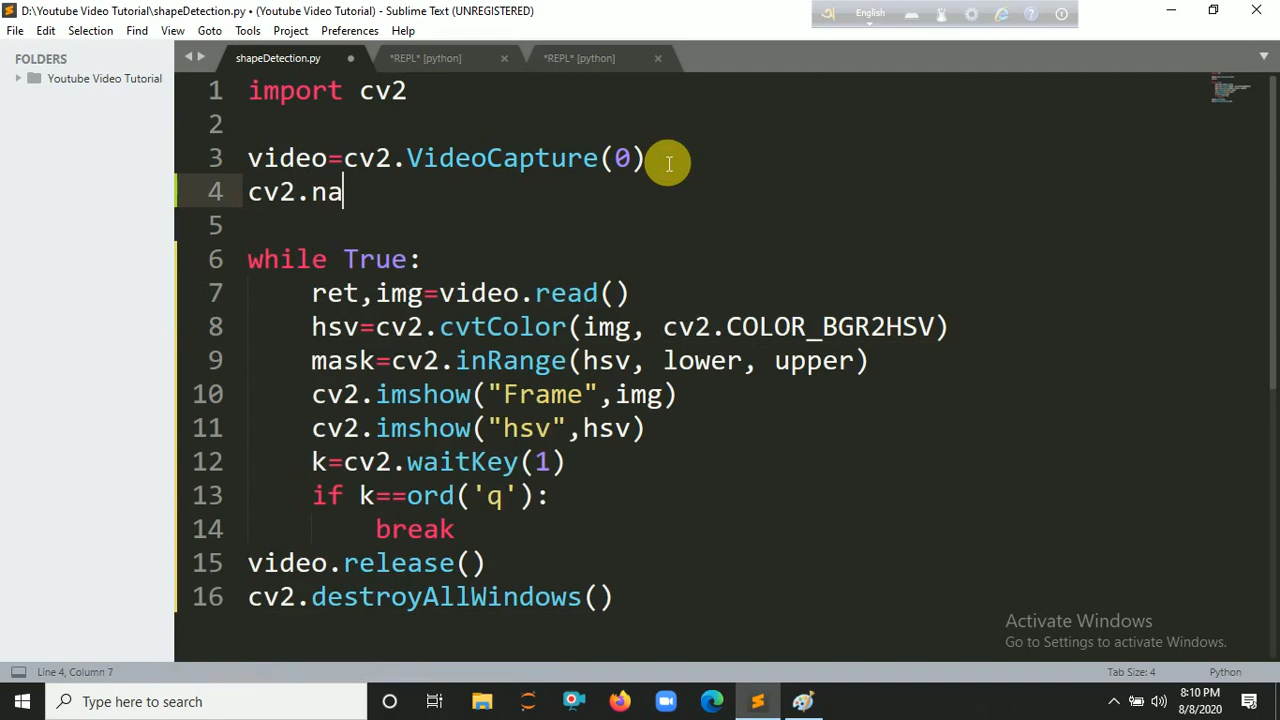 D:\Youtube Video Tutorial\shapeDetection.py • (Youtube Video Tutorial) - Sublime Text (UNREGISTERED)
English
File Edit Selection Find View Goto Tools Project Preferences Help
FOLDERS
Youtube Video Tutorial
shapeDetection.py *REPL* [python] *REPL* [python]
1 import cv2
2
3 video=cv2.VideoCapture(0)
4 cv2.na
5
6 while True:
7 ret,img=video.read()
8 hsv=cv2.cvtColor(img, cv2.COLOR_BGR2HSV)
9 mask=cv2.inRange(hsv, lower, upper)
10 cv2.imshow("Frame",img)
11 cv2.imshow("hsv",hsv)
12 k=cv2.waitKey(1)
13 if k==ord('q'):
14 break
15 video.release()
16 cv2.destroyAllWindows()
Activate Windows
Go to Settings to activate Windows.
Line 4, Column 7 Tab Size: 4 Python
Type here to search
8:10 PM
8/8/2020